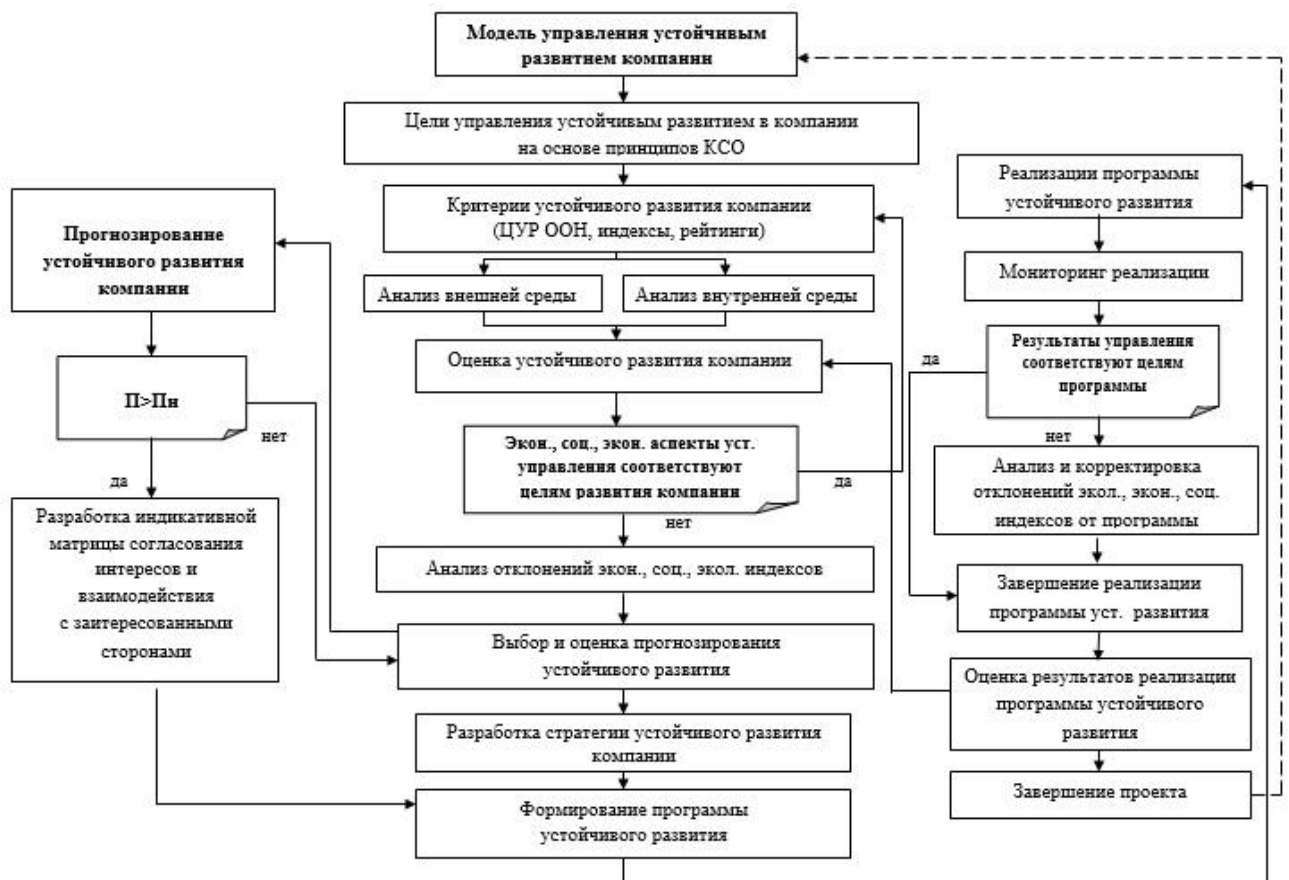 Модель управления устойчивым
развитием компании
Цели управления устойчивым развитием в компании
на основе принципов КСО
Критерии устойчивого развития компании
(ЦУР ООН, индексы, рейтинги)
Анализ внешней среды
Анализ внутренней среды
Оценка устойчивого развития компании
Экон., соц., экон. аспекты уст.
управления соответствуют
целям развития компании
да
нет
Анализ отклонений экон., соц., экол. индексов
Выбор и оценка прогнозирования
устойчивого развития
Разработка стратегии устойчивого развития
компании
Формирование программы
устойчивого развития
Прогнозирование
устойчивого развития
компании
П>Пн
нет
да
Разработка индикативной
матрицы согласования
интересов и
взаимодействия
с заитересованными
сторонами
Реализации программы
устойчивого развития
Мониторинг реализации
Результаты управления
соответствуют целям
программы
да
нет
Анализ и корректировка
отклонений экол., экон., соц.
индексов от программы
Завершение реализации
программы уст. развития
Оценка результатов реализации
программы устойчивого
развития
Завершение проекта